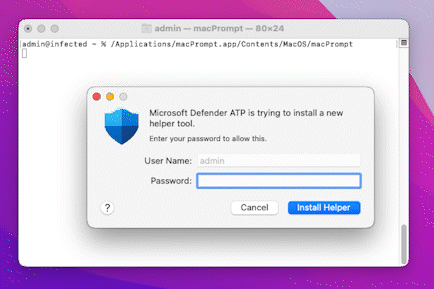 admin — macPrompt — 80×24
admin@infected ~ % /Applications/macPrompt.app/Contents/MacOS/macPrompt
Microsoft Defender ATP is trying to install a new
helper tool.
Enter your password to allow this.
User Name: admin
Password:
? Cancel Install Helper